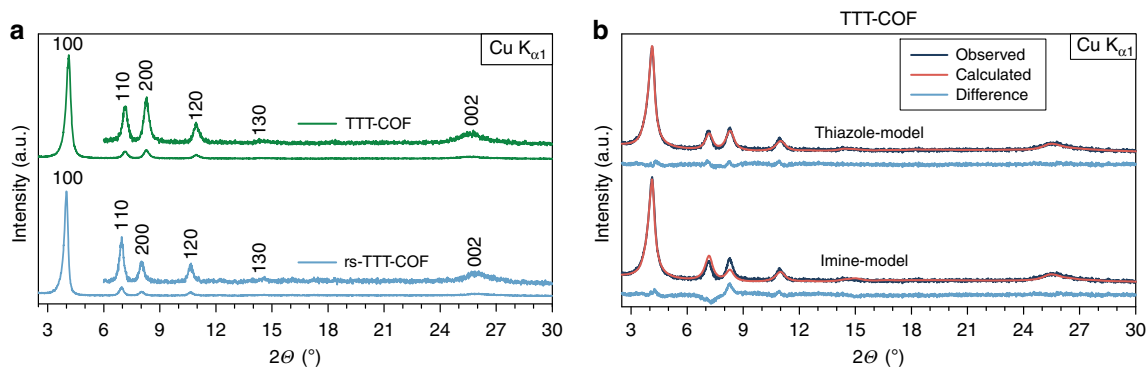 a
Cu Kα1
100
110
200
120
130
002
TTT-COF
100
110
200
120
130
002
rs-TTT-COF
Intensity (a.u.)
3 6 9 12 15 18 21 24 27 30
2Θ (°)
b
TTT-COF
Cu Kα1
Observed
Calculated
Difference
Thiazole-model
Imine-model
Intensity (a.u.)
3 6 9 12 15 18 21 24 27 30
2Θ (°)